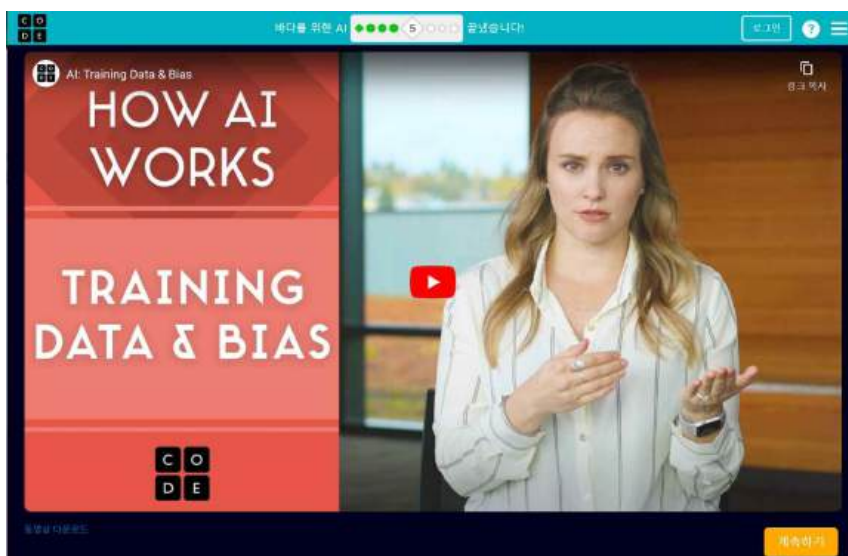 C O
D E
바다를 위한 AI
5
끝냈습니다!
로그인
?
C O
D E
AI: Training Data & Bias
링크 복사
HOW AI
WORKS
TRAINING
DATA & BIAS
C O
D E
동영상 다운로드
계속하기